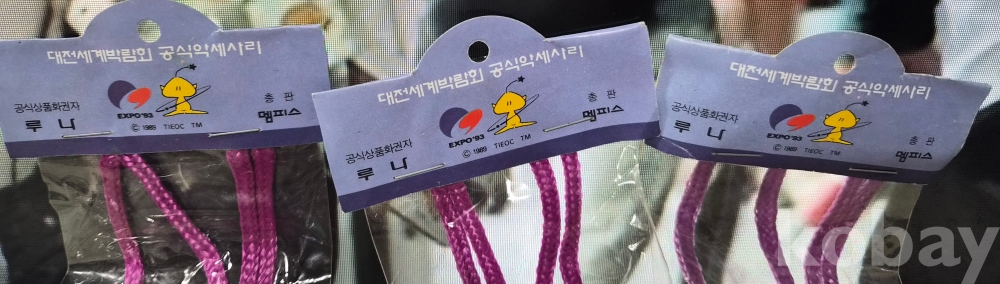 대전세계박람회 공식악세사리
공식상품화권자
루 나
EXPO'93
© 1989 TIEOC TM
총 판
멤피스
대전세계박람회 공식악세사리
공식상품화권자
루 나
EXPO'93
© 1989 TIEOC TM
총 판
멤피스
대전세계박람회 공식악세사리
공식상품화권자
루 나
EXPO'93
© 1989 TIEOC TM
총 판
멤피스
kobay